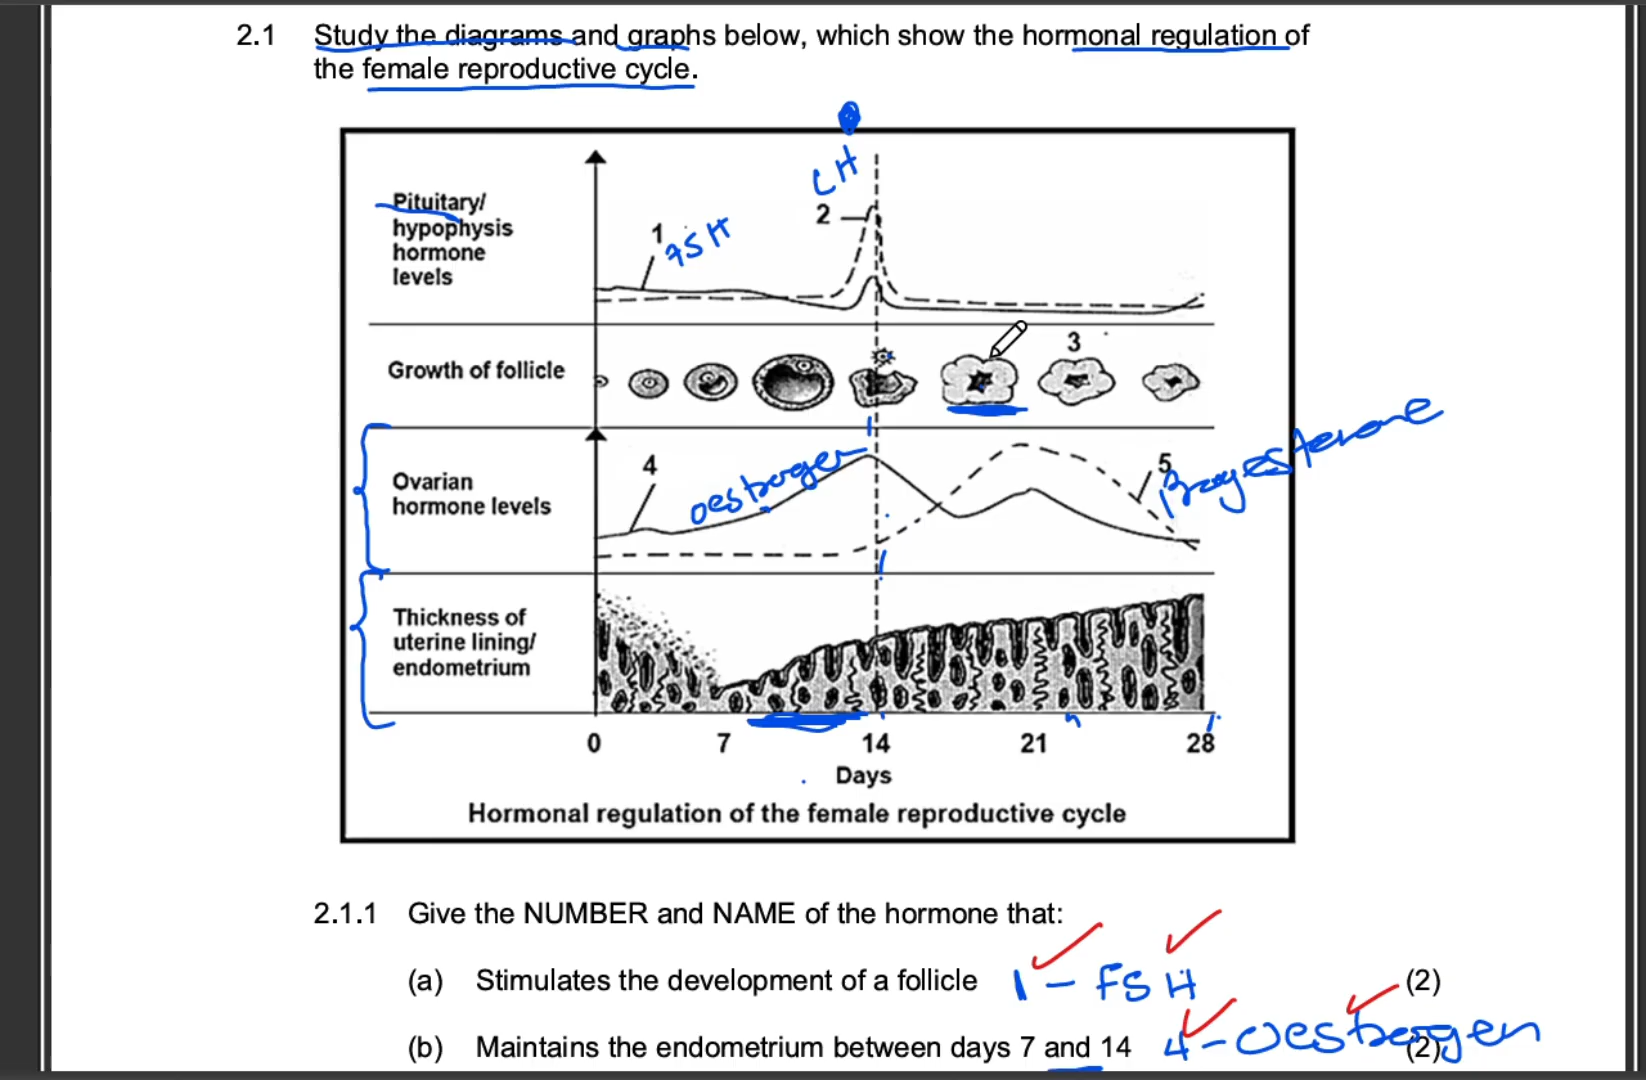 2.1 Study the diagrams and graphs below, which show the hormonal regulation of
the female reproductive cycle.
LH
Pituitary/
hypophysis
hormone
levels
1
FSH
2
Growth of follicle
3
Ovarian
hormone levels
4
oestrogen
5
Progesterone
Thickness of
uterine lining/
endometrium
0 7 14 21 28
Days
Hormonal regulation of the female reproductive cycle
2.1.1 Give the NUMBER and NAME of the hormone that:
(a) Stimulates the development of a follicle 1 - FSH (2)
(b) Maintains the endometrium between days 7 and 14 4 - oestrogen (2)